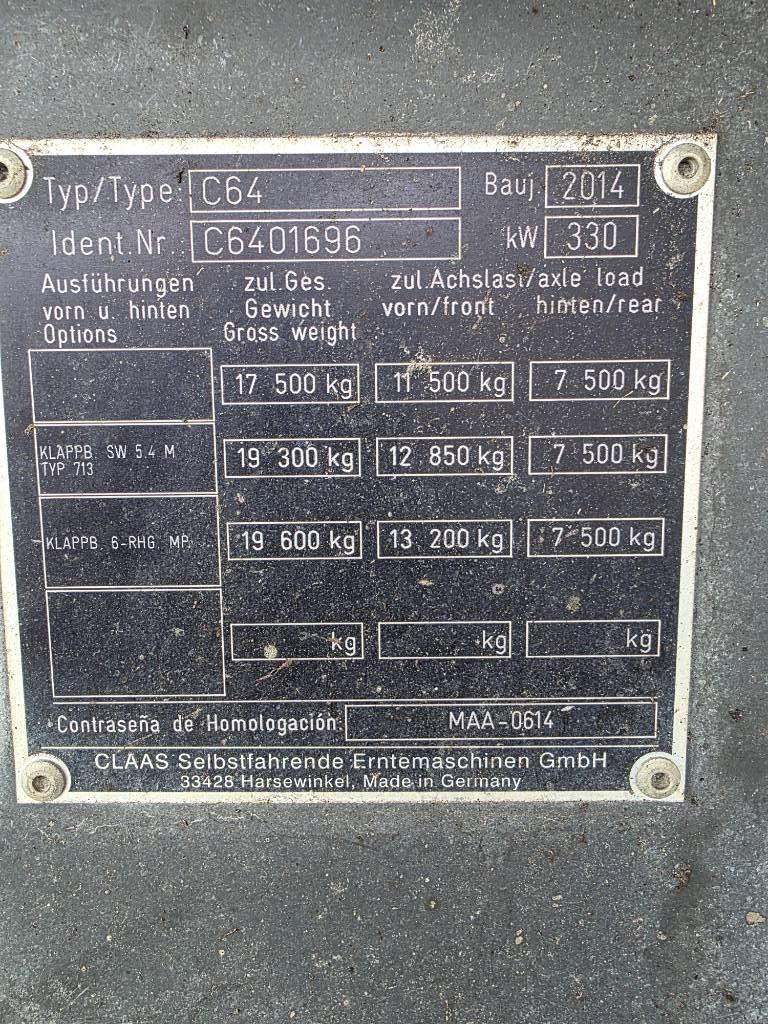 Typ/Type: C64 Bauj. 2014
Ident.Nr.: C6401696 kW 330
Ausführungen zul.Ges. zul.Achslast/axle load
vorn u. hinten Gewicht vorn/front hinten/rear
Options Gross weight
17 500 kg 11 500 kg 7 500 kg
KLAPPB. SW 5.4 M 19 300 kg 12 850 kg 7 500 kg
TYP 713
KLAPPB. 6-RHG. MP. 19 600 kg 13 200 kg 7 500 kg
kg kg kg
Contraseña de Homologación: MAA-0614
CLAAS Selbstfahrende Erntemaschinen GmbH
33428 Harsewinkel, Made in Germany